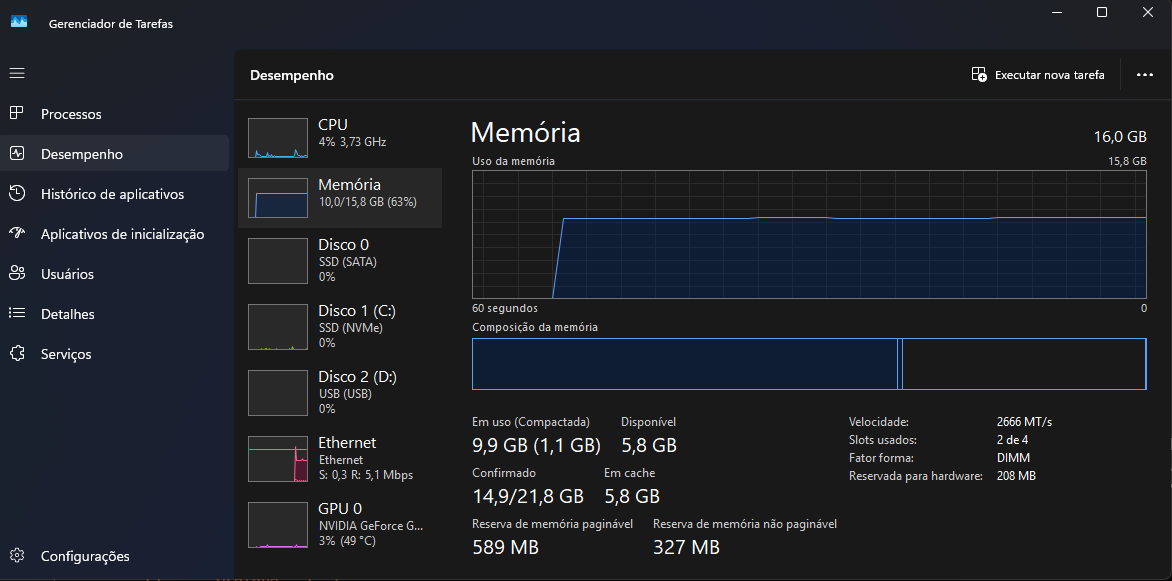 Gerenciador de Tarefas
Desempenho
Executar nova tarefa
Processos
Desempenho
Histórico de aplicativos
Aplicativos de inicialização
Usuários
Detalhes
Serviços
Configurações
CPU
4% 3,73 GHz
Memória
10,0/15,8 GB (63%)
Disco 0
SSD (SATA)
0%
Disco 1 (C:)
SSD (NVMe)
0%
Disco 2 (D:)
USB (USB)
0%
Ethernet
Ethernet
S: 0,3 R: 5,1 Mbps
GPU 0
NVIDIA GeForce G...
3% (49 °C)
Memória
16,0 GB
Uso da memória
15,8 GB
60 segundos
0
Composição da memória
Em uso (Compactada)
Disponível
9,9 GB (1,1 GB)
5,8 GB
Confirmado
Em cache
14,9/21,8 GB
5,8 GB
Reserva de memória paginável
Reserva de memória não paginável
589 MB
327 MB
Velocidade:
2666 MT/s
Slots usados:
2 de 4
Fator forma:
DIMM
Reservada para hardware:
208 MB